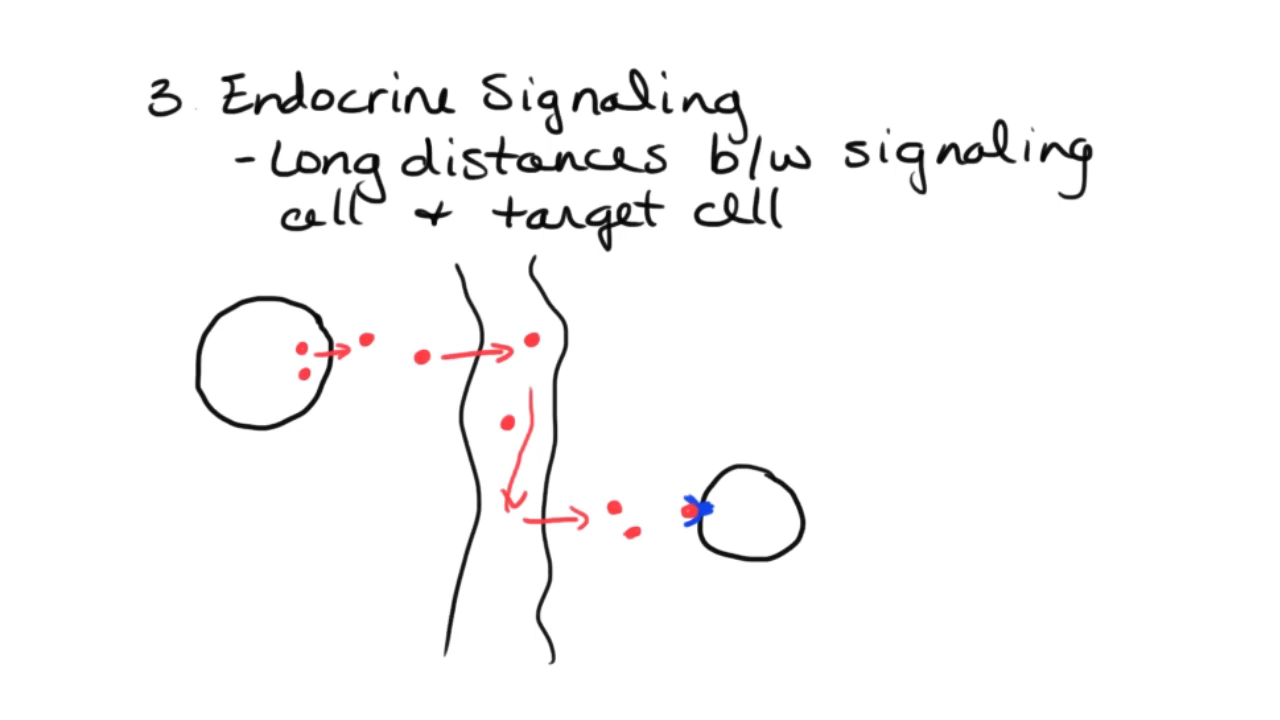 3. Endocrine Signaling
- Long distances b/w signaling
cell & target cell